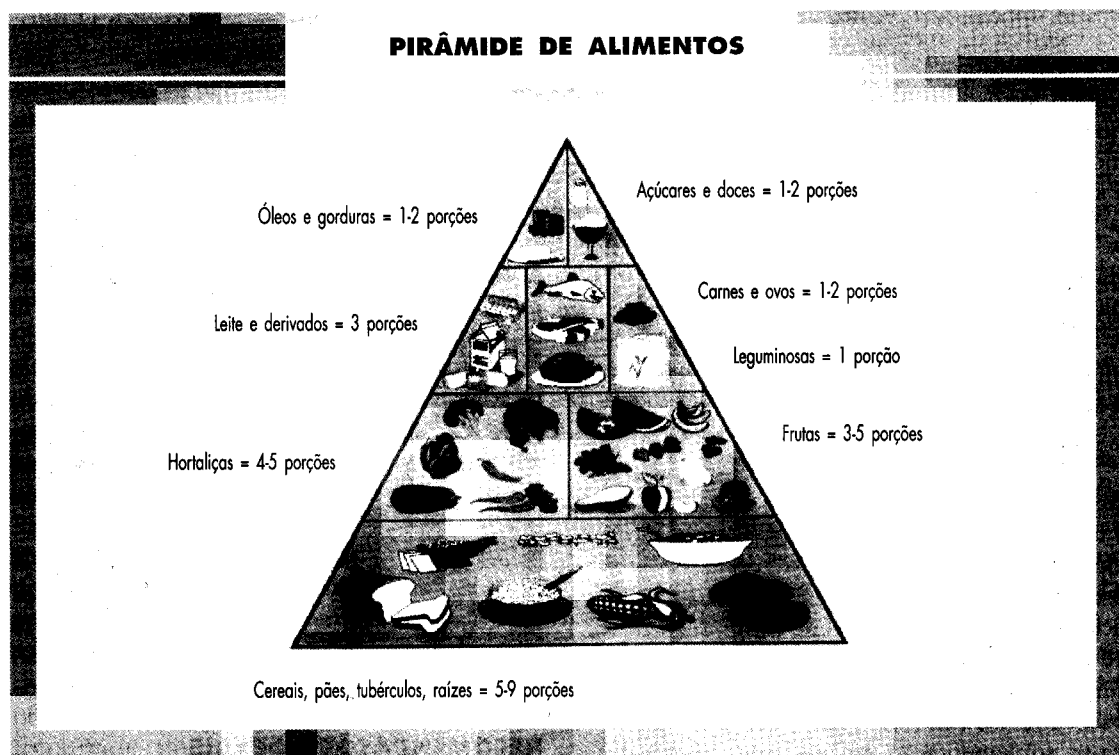 PIRÂMIDE DE ALIMENTOS
Açúcares e doces = 1-2 porções
Óleos e gorduras = 1-2 porções
Carnes e ovos = 1-2 porções
Leite e derivados = 3 porções
Leguminosas = 1 porção
Frutas = 3-5 porções
Hortaliças = 4-5 porções
Cereais, pães, tubérculos, raízes = 5-9 porções